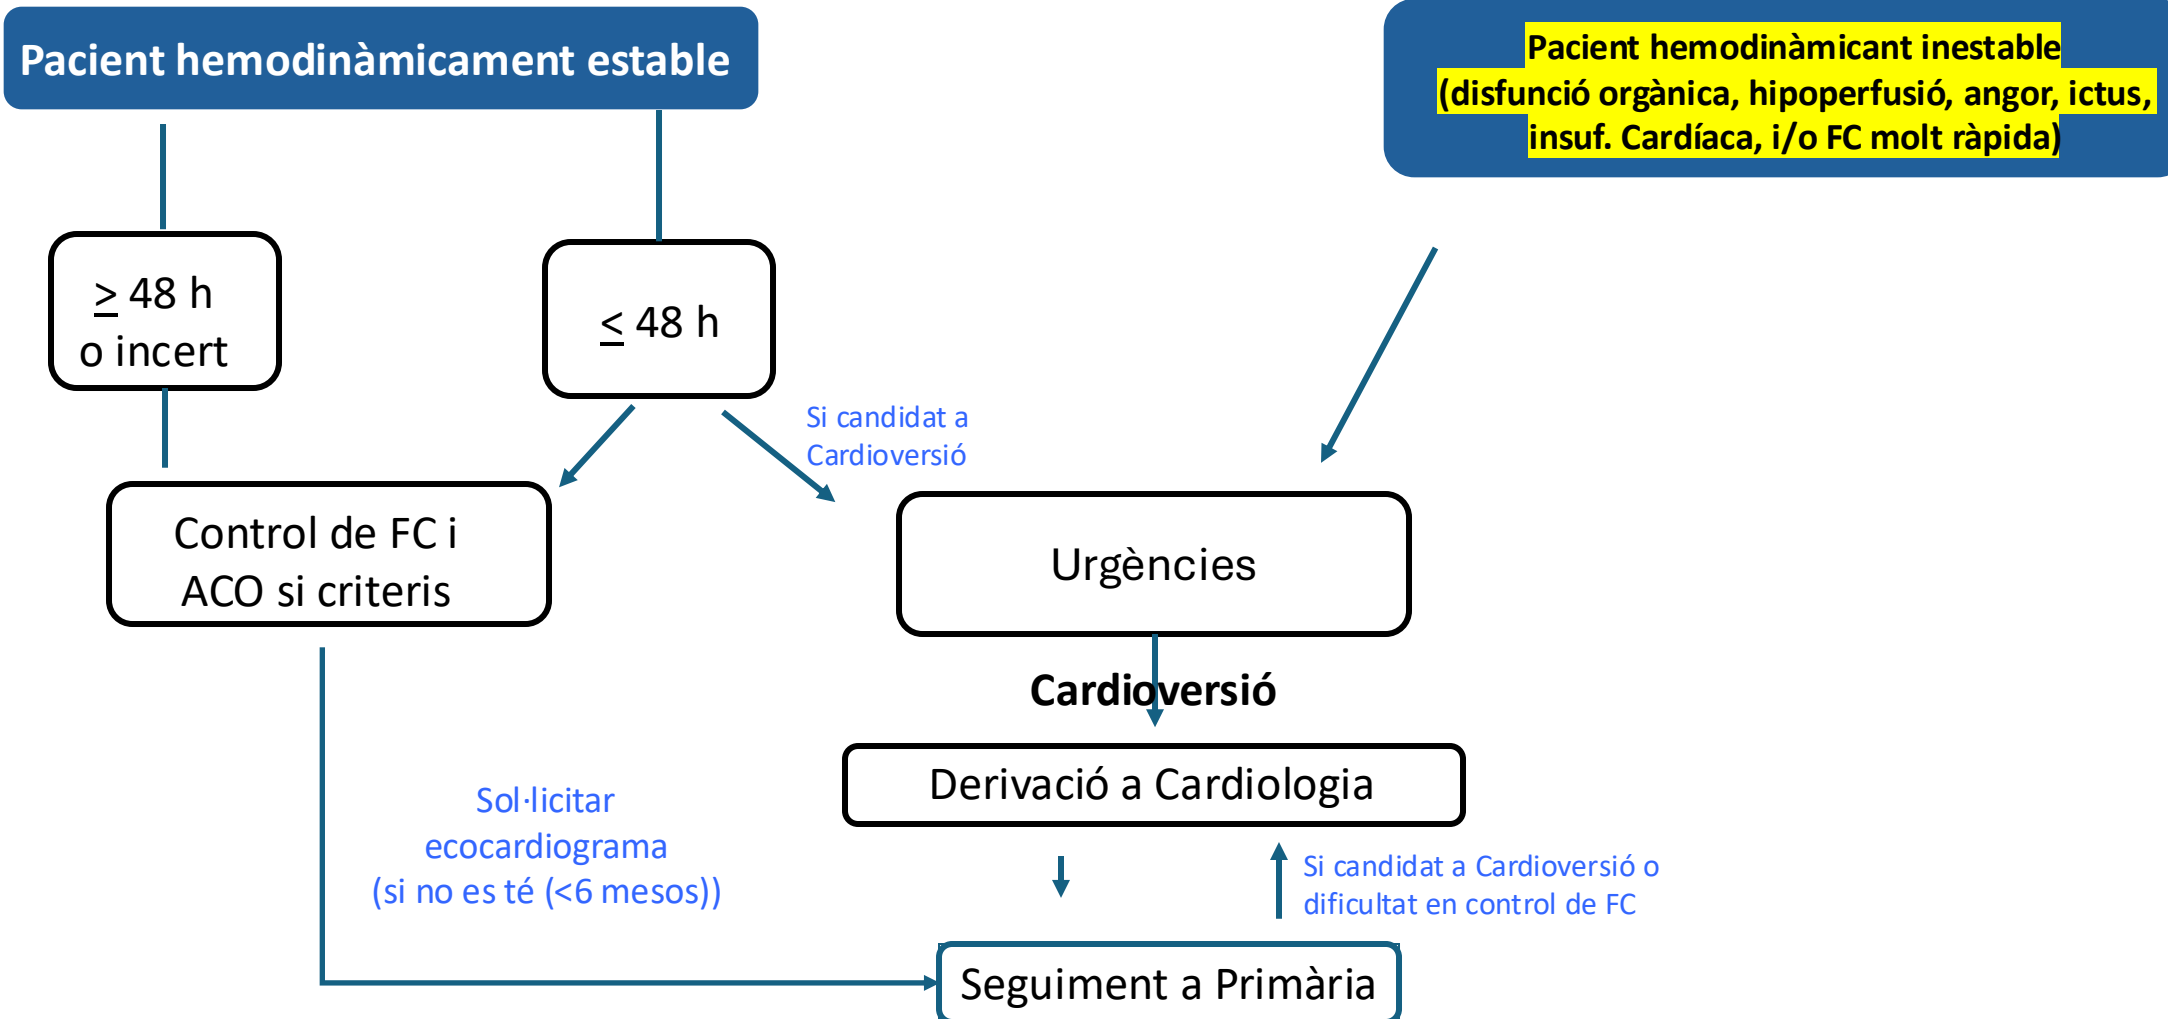 Pacient hemodinàmicament estable
Pacient hemodinàmicant inestable
(disfunció orgànica, hipoperfusió, angor, ictus,
insuf. Cardíaca, i/o FC molt ràpida)
≥ 48 h
o incert
≤ 48 h
Si candidat a
Cardioversió
Control de FC i
ACO si criteris
Urgències
Cardioversió
Derivació a Cardiologia
Sol·licitar
ecocardiograma
(si no es té (<6 mesos))
Si candidat a Cardioversió o
dificultat en control de FC
Seguiment a Primària